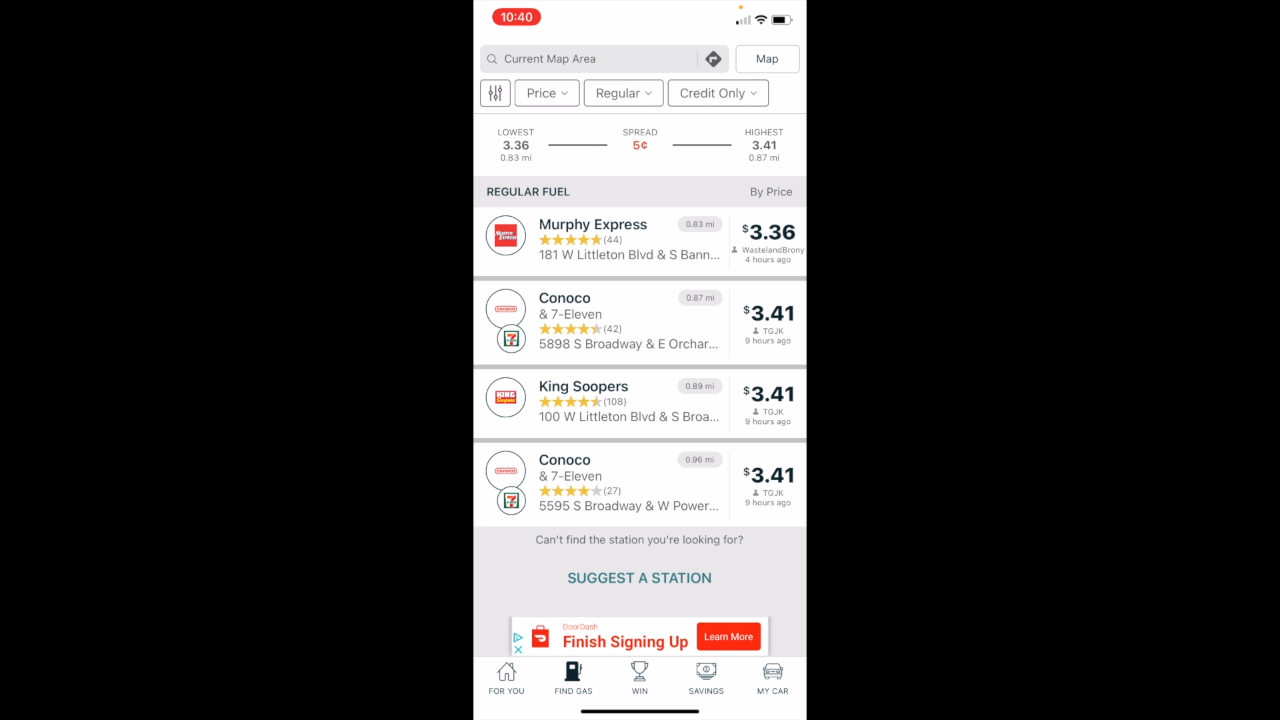 10:40
Current Map Area
Map
Price
Regular
Credit Only
LOWEST
3.36
0.83 mi
SPREAD
5¢
HIGHEST
3.41
0.87 mi
REGULAR FUEL
By Price
Murphy Express
0.83 mi
(44)
181 W Littleton Blvd & S Bann...
$3.36
WastelandBrony
4 hours ago
Conoco
0.87 mi
& 7-Eleven
(42)
5898 S Broadway & E Orchar...
$3.41
TGJK
9 hours ago
King Soopers
0.89 mi
(108)
100 W Littleton Blvd & S Broa...
$3.41
TGJK
9 hours ago
Conoco
0.96 mi
& 7-Eleven
(27)
5595 S Broadway & W Power...
$3.41
TGJK
9 hours ago
Can't find the station you're looking for?
SUGGEST A STATION
DoorDash
Finish Signing Up
Learn More
FOR YOU
FIND GAS
WIN
SAVINGS
MY CAR